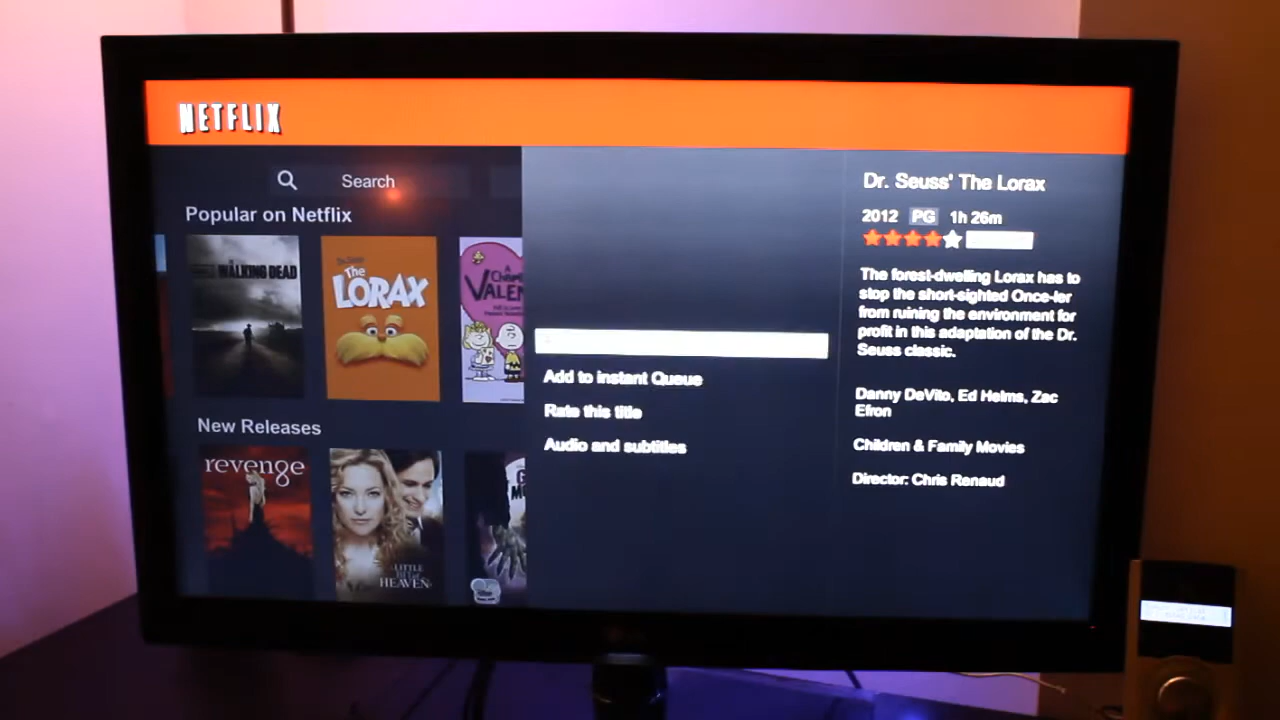 NETFLIX
Search
Popular on Netflix
THE WALKING DEAD
Dr. Seuss'
The
LORAX
A
VALEN
New Releases
revenge
A LITTLE
BIT of
HEAVEN
Add to instant Queue
Rate this title
Audio and subtitles
Dr. Seuss' The Lorax
2012 PG 1h 26m
The forest-dwelling Lorax has to
stop the short-sighted Once-ler
from ruining the environment for
profit in this adaptation of the Dr.
Seuss classic.
Danny DeVito, Ed Helms, Zac
Efron
Children & Family Movies
Director: Chris Renaud